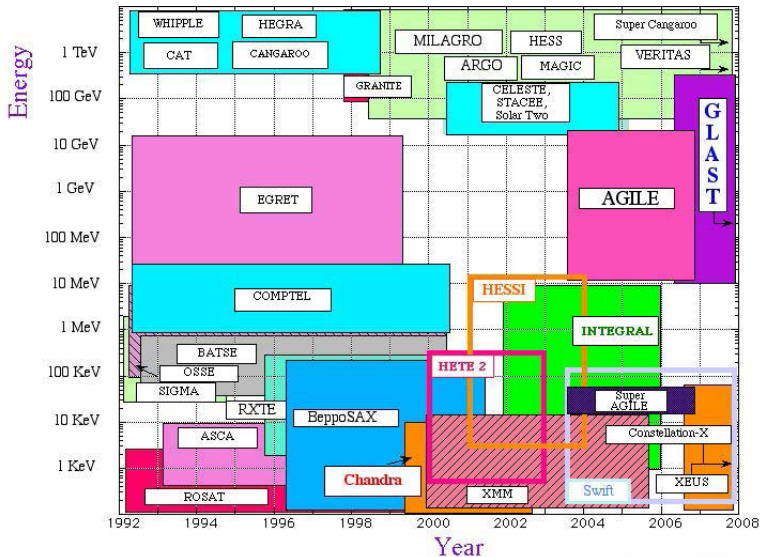 WHIPPLE
HEGRA
CAT
CANGAROO
MILAGRO
HESS
Super Cangaroo
ARGO
MAGIC
VERITAS
GRANITE
CELESTE,
STACEE,
Solar Two
GLAST
Energy
1 TeV
100 GeV
10 GeV
1 GeV
100 MeV
10 MeV
1 MeV
100 KeV
10 KeV
1 KeV
EGRET
AGILE
COMPTEL
HESSI
INTEGRAL
BATSE
OSSE
SIGMA
HETE 2
RXTE
BeppoSAX
Super
AGILE
ASCA
Constellation-X
Chandra
ROSAT
XMM
Swift
XEUS
1992
1994
1996
1998
2000
2002
2004
2006
2008
Year